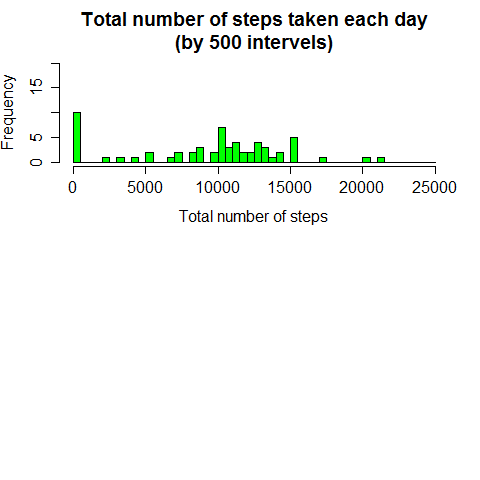 Total number of steps taken each day
(by 500 intervels)
Frequency
15
5
0
0 5000 10000 15000 20000 25000
Total number of steps